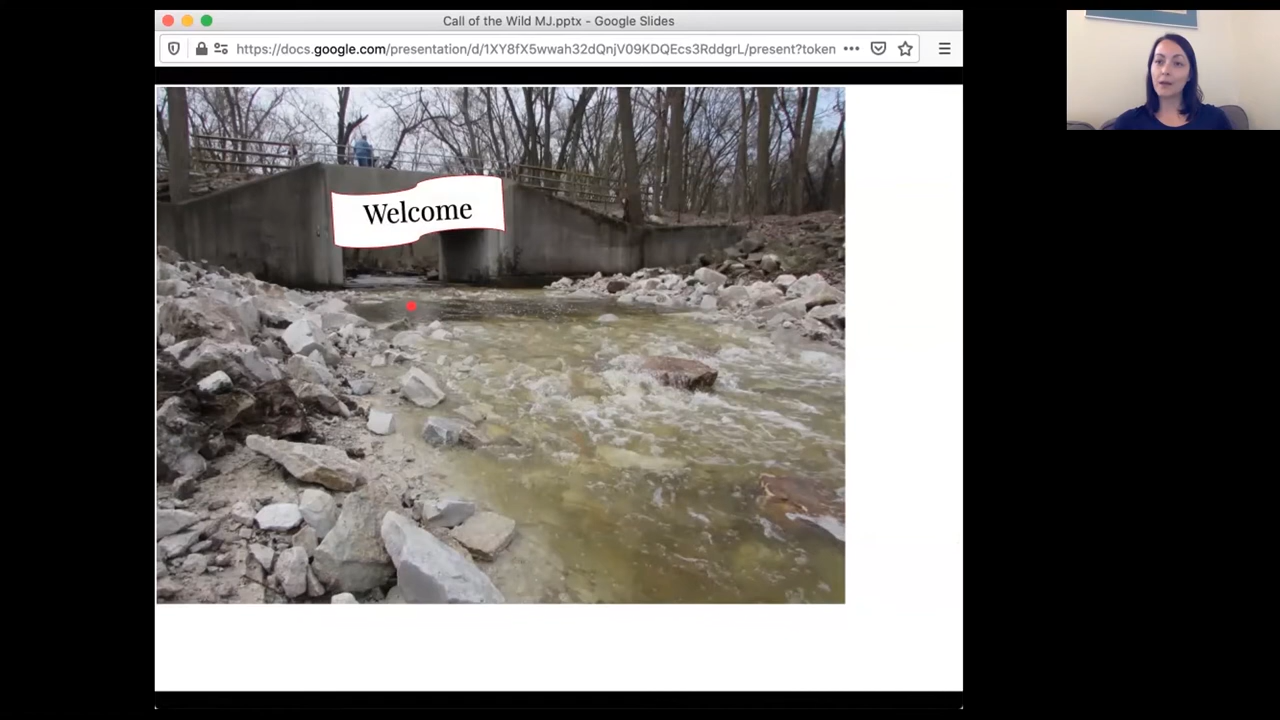 Call of the Wild MJ.pptx - Google Slides
https://docs.google.com/presentation/d/1XY8fX5wwah32dQnjV09KDQEcs3RddgrL/present?token
Welcome